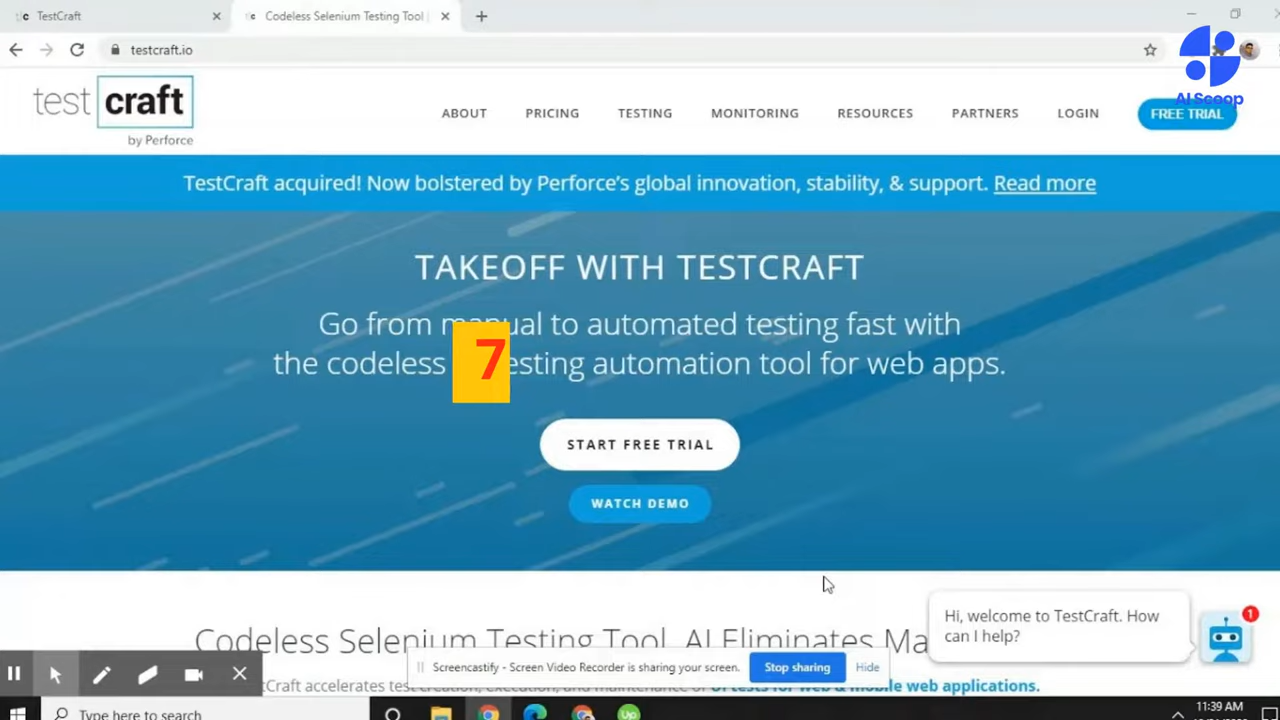 TestCraft
Codeless Selenium Testing Tool
testcraft.io
AI Scoop
test craft
by Perforce
ABOUT PRICING TESTING MONITORING RESOURCES PARTNERS LOGIN FREE TRIAL
TestCraft acquired! Now bolstered by Perforce's global innovation, stability, & support. Read more
TAKEOFF WITH TESTCRAFT
Go from manual to automated testing fast with
the codeless testing automation tool for web apps.
7
START FREE TRIAL
WATCH DEMO
Hi, welcome to TestCraft. How
can I help?
1
Codeless Selenium Testing Tool, AI Eliminates
Screencastify - Screen Video Recorder is sharing your screen. Stop sharing Hide
Craft accelerates test creation, execution, and maintenance of UI tests for web & mobile web applications.
Type here to search
Up
11:39 AM